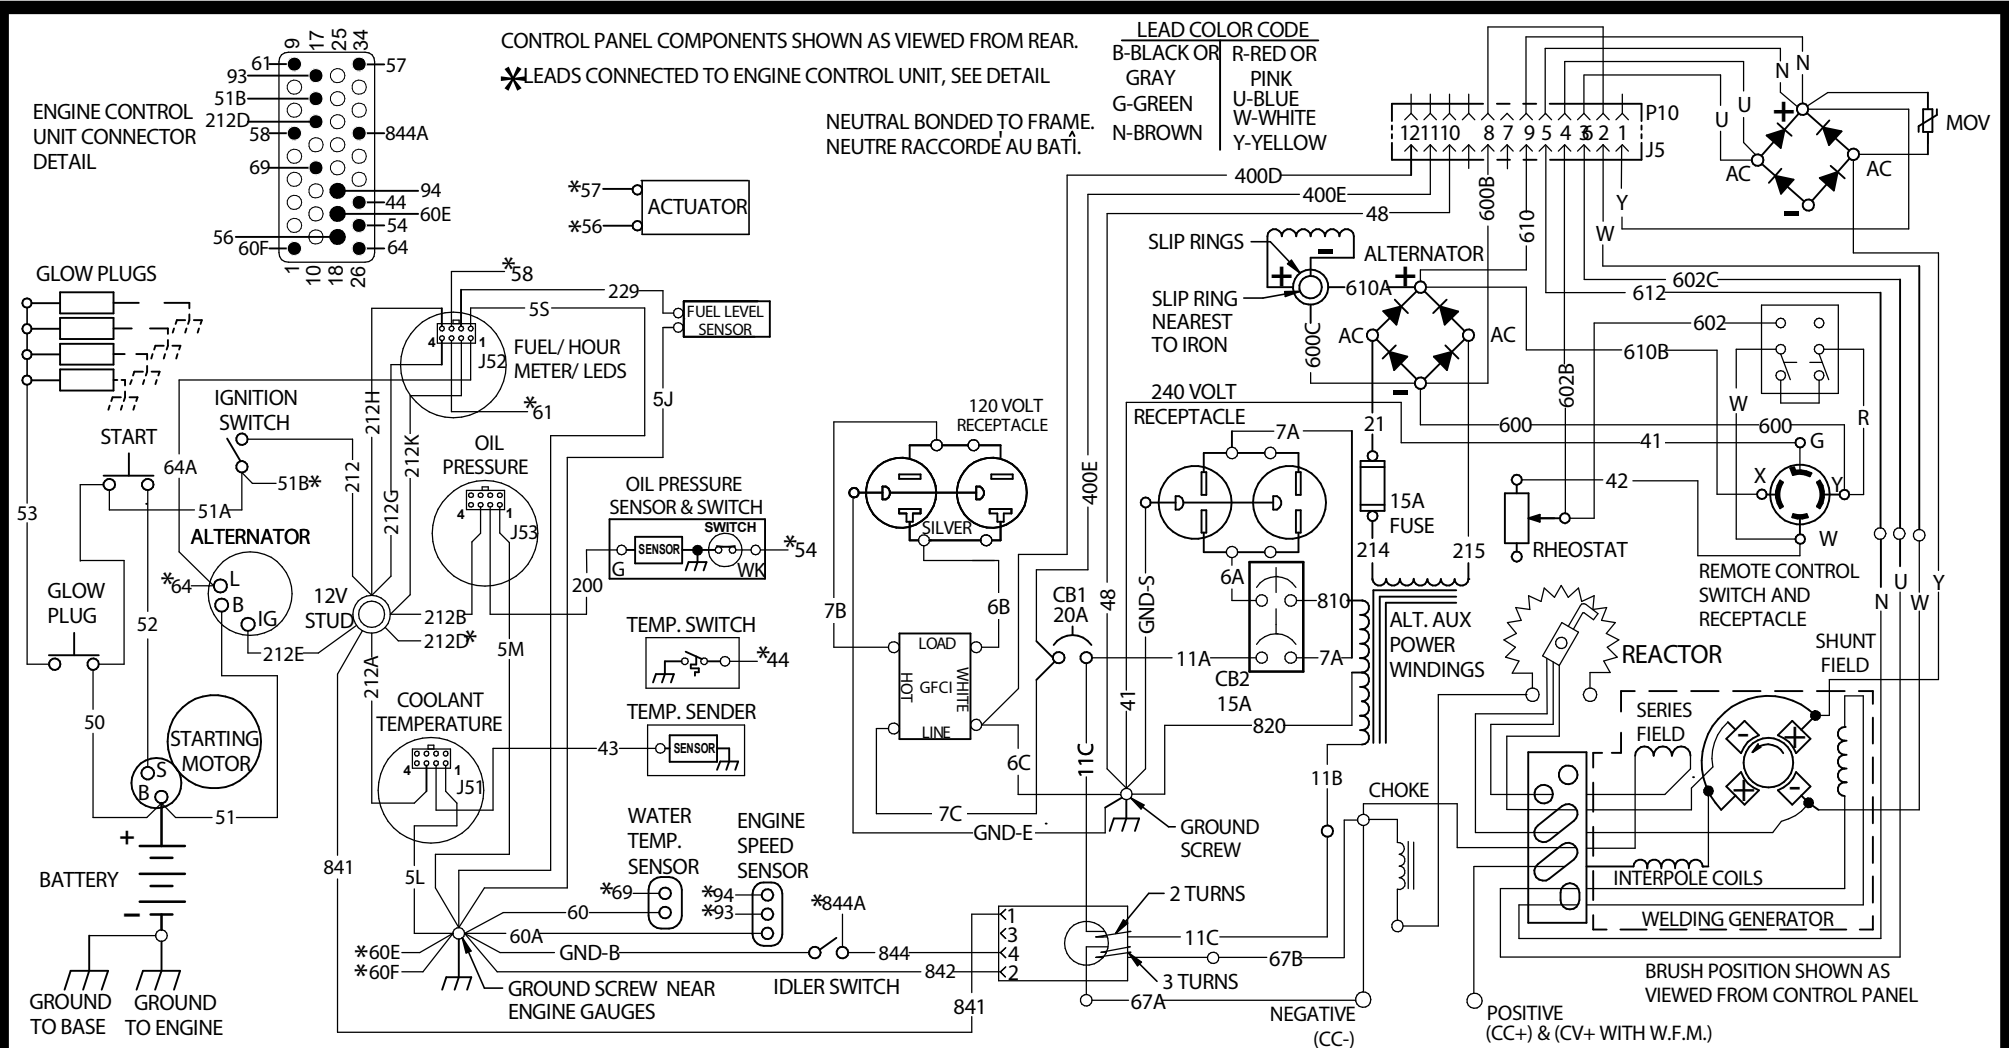 CONTROL PANEL COMPONENTS SHOWN AS VIEWED FROM REAR.
*LEADS CONNECTED TO ENGINE CONTROL UNIT, SEE DETAIL
NEUTRAL BONDED TO FRAME.
NEUTRE RACCORDÉ AU BATÎ.
LEAD COLOR CODE
B-BLACK OR
GRAY
G-GREEN
N-BROWN
R-RED OR
PINK
U-BLUE
W-WHITE
Y-YELLOW
ENGINE CONTROL
UNIT CONNECTOR
DETAIL
9 17 25 34
61
93
51B
212D
58
69
56
60F
57
844A
94
44
60E
54
64
1 10 18 26
*57
*56
ACTUATOR
P10
J5
12 11 10 8 7 9 5 4 3 6 2 1
N
N
U
U
+
-
AC
AC
MOV
400D
400E
48
600B
610
Y
W
GLOW PLUGS
53
START
IGNITION
SWITCH
51A
51B*
64A
212
212H
212G
212K
*58
229
5S
J52
4 1
FUEL/ HOUR
METER/ LEDS
*61
FUEL LEVEL
SENSOR
5J
ALTERNATOR
*64
L
B
IG
212E
12V
STUD
212B
212D*
212A
GLOW
PLUG
52
50
OIL
PRESSURE
4 1
J53
5M
OIL PRESSURE
SENSOR & SWITCH
SWITCH
SENSOR
G
WK
*54
200
TEMP. SWITCH
*44
TEMP. SENDER
SENSOR
43
COOLANT
TEMPERATURE
4 1
J51
STARTING
MOTOR
S
B
51
+
BATTERY
-
GROUND
TO BASE
GROUND
TO ENGINE
841
5L
WATER
TEMP.
SENSOR
*69
60
ENGINE
SPEED
SENSOR
*94
*93
60A
*844A
*60E
*60F
GND-B
844
842
IDLER SWITCH
GROUND SCREW NEAR
ENGINE GAUGES
841
1
3
4
2
SLIP RINGS
SLIP RING
NEAREST
TO IRON
-
+
610A
600C
ALTERNATOR
+
AC
AC
-
602C
612
602
610B
602B
W
R
600
600
41
G
X
Y
W
42
RHEOSTAT
REMOTE CONTROL
SWITCH AND
RECEPTACLE
120 VOLT
RECEPTACLE
SILVER
7B
6B
LOAD
HOT
GFCI
WHITE
LINE
6C
7C
GND-E
400E
48
CB1
20A
11A
11C
41
GND-S
240 VOLT
RECEPTACLE
7A
6A
810
7A
CB2
15A
820
21
15A
FUSE
214
215
ALT. AUX
POWER
WINDINGS
GROUND
SCREW
11B
CHOKE
2 TURNS
11C
67B
3 TURNS
67A
NEGATIVE
(CC-)
REACTOR
SHUNT
FIELD
N
U
W
Y
SERIES
FIELD
- +
+ -
INTERPOLE COILS
WELDING GENERATOR
BRUSH POSITION SHOWN AS
VIEWED FROM CONTROL PANEL
POSITIVE
(CC+) & (CV+ WITH W.F.M.)